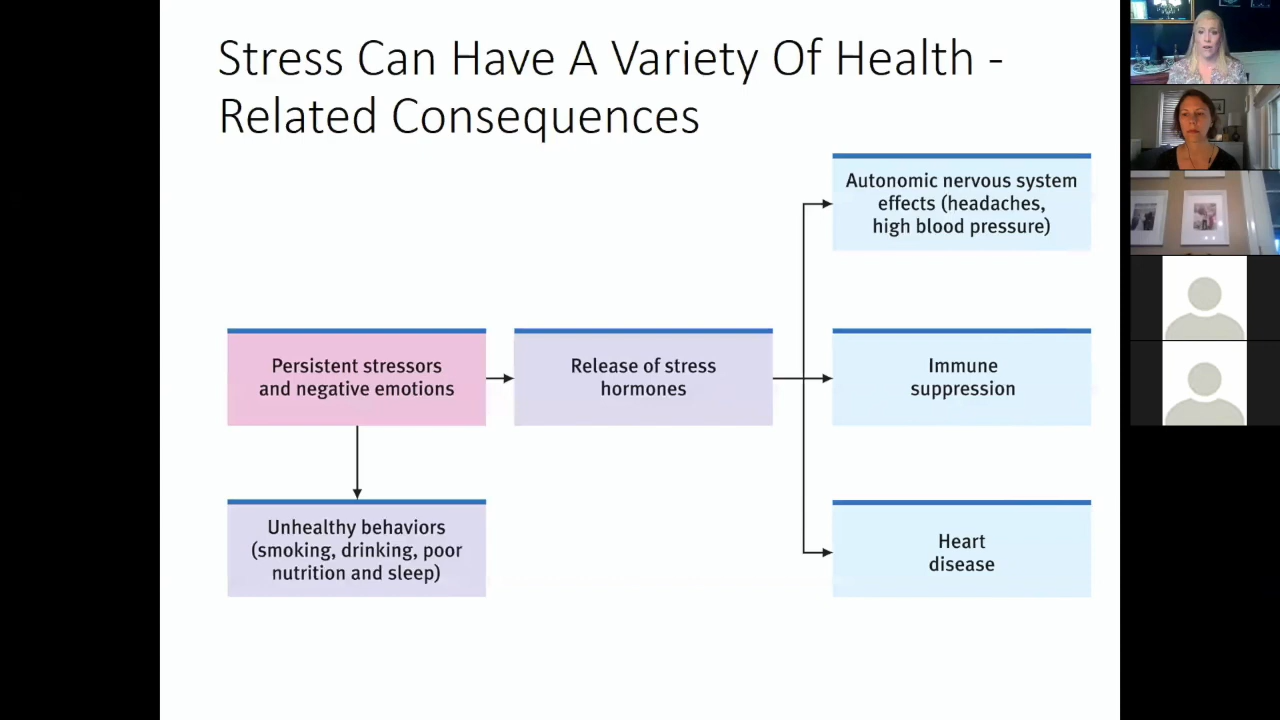 Stress Can Have A Variety Of Health -
Related Consequences
Autonomic nervous system
effects (headaches,
high blood pressure)
Persistent stressors
and negative emotions
Release of stress
hormones
Immune
suppression
Unhealthy behaviors
(smoking, drinking, poor
nutrition and sleep)
Heart
disease